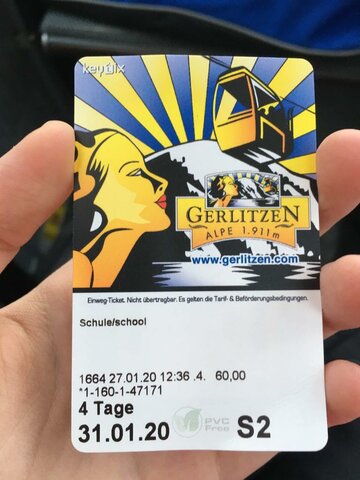 keytix
GERLITZEN
ALPE 1.911m
www.gerlitzen.com
Einweg-Ticket. Nicht übertragbar. Es gelten die Tarif- & Beförderungsbedingungen.
Schule/school
1664 27.01.20 12:36 .4. 60,00
*1-160-1-47171
4 Tage
31.01.20
PVC
Free
S2